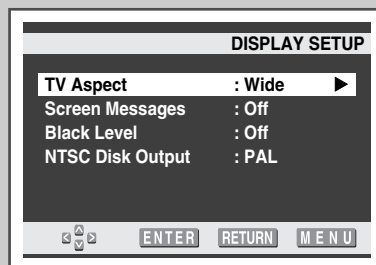 DISPLAY SETUP
TV Aspect : Wide
Screen Messages : Off
Black Level : Off
NTSC Disk Output : PAL
ENTER RETURN MENU